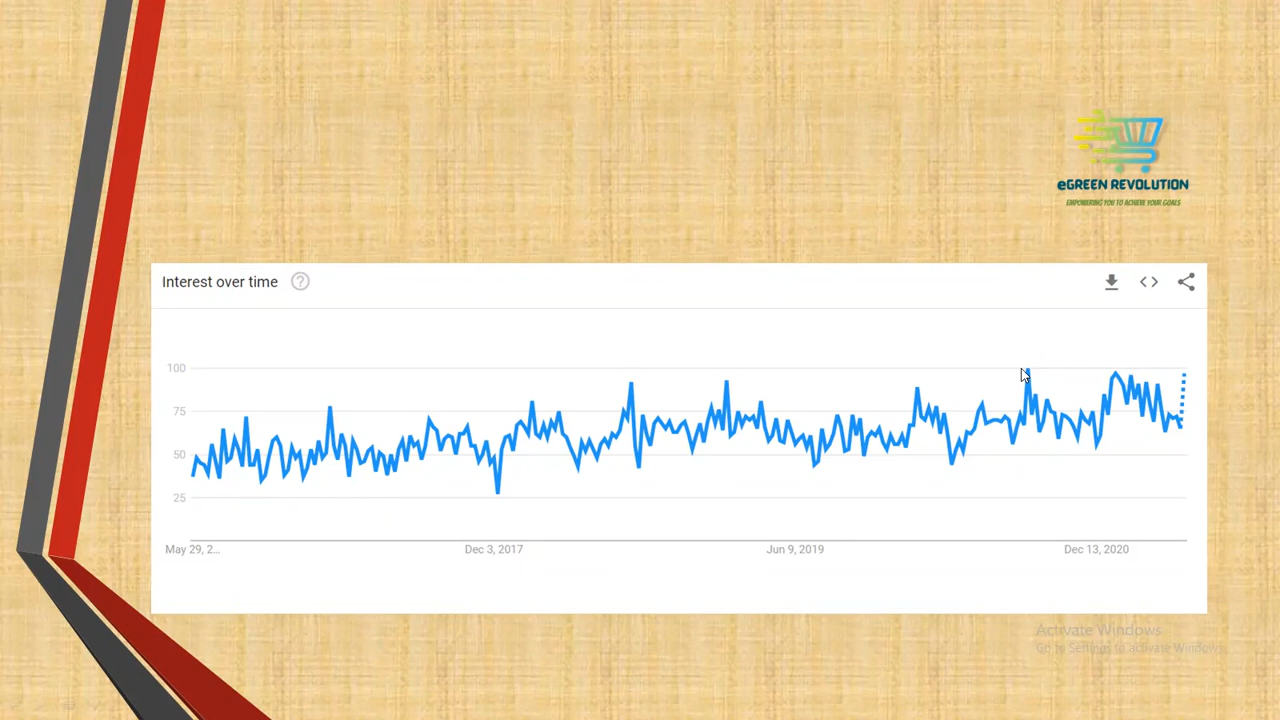 eGREEN REVOLUTION
EMPOWERING YOU TO ACHIEVE YOUR GOALS
Interest over time
100
75
50
25
May 29, 2...
Dec 3, 2017
Jun 9, 2019
Dec 13, 2020
Activate Windows
Go to Settings to activate Windows.